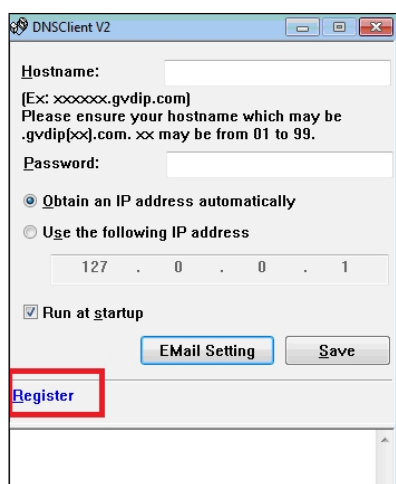 DNSClient V2
Hostname:
(Ex: xxxxxx.gvdip.com)
Please ensure your hostname which may be
.gvdip(xx).com. xx may be from 01 to 99.
Password:
Obtain an IP address automatically
Use the following IP address
127 . 0 . 0 . 1
Run at startup
EMail Setting Save
Register